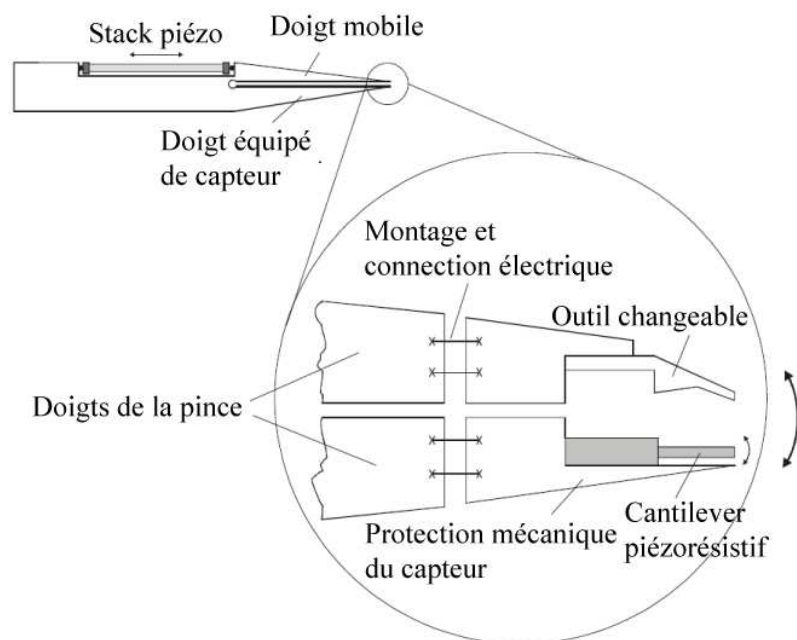 Stack piézo
Doigt mobile
Doigt équipé
de capteur
Montage et
connection électrique
Outil changeable
Doigts de la pince
Protection mécanique
du capteur
Cantilever
piézorésistif